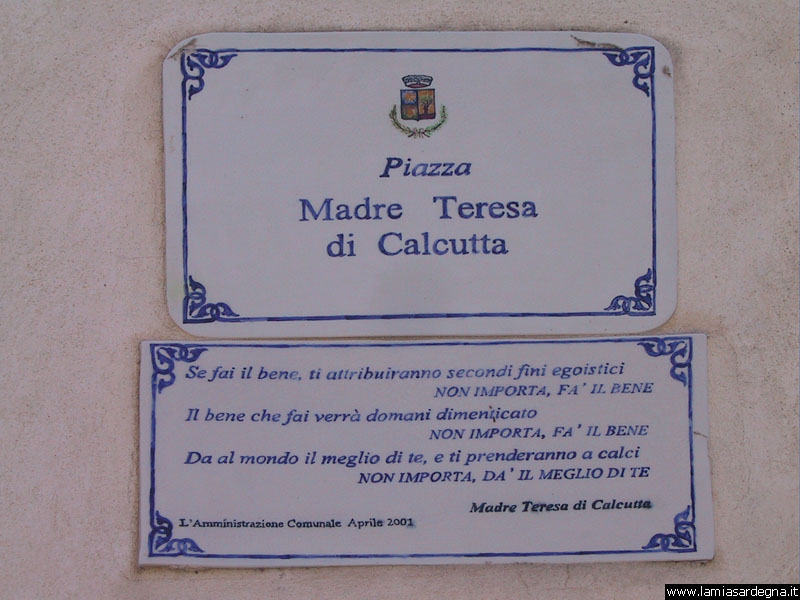 Piazza
Madre Teresa
di Calcutta
Se fai il bene, ti attribuiranno secondi fini egoistici
NON IMPORTA, FA' IL BENE
Il bene che fai verrà domani dimenticato
NON IMPORTA, FA' IL BENE
Da al mondo il meglio di te, e ti prenderanno a calci
NON IMPORTA, DA' IL MEGLIO DI TE
Madre Teresa di Calcutta
L'Amministrazione Comunale Aprile 2001
www.lamiasardegna.it